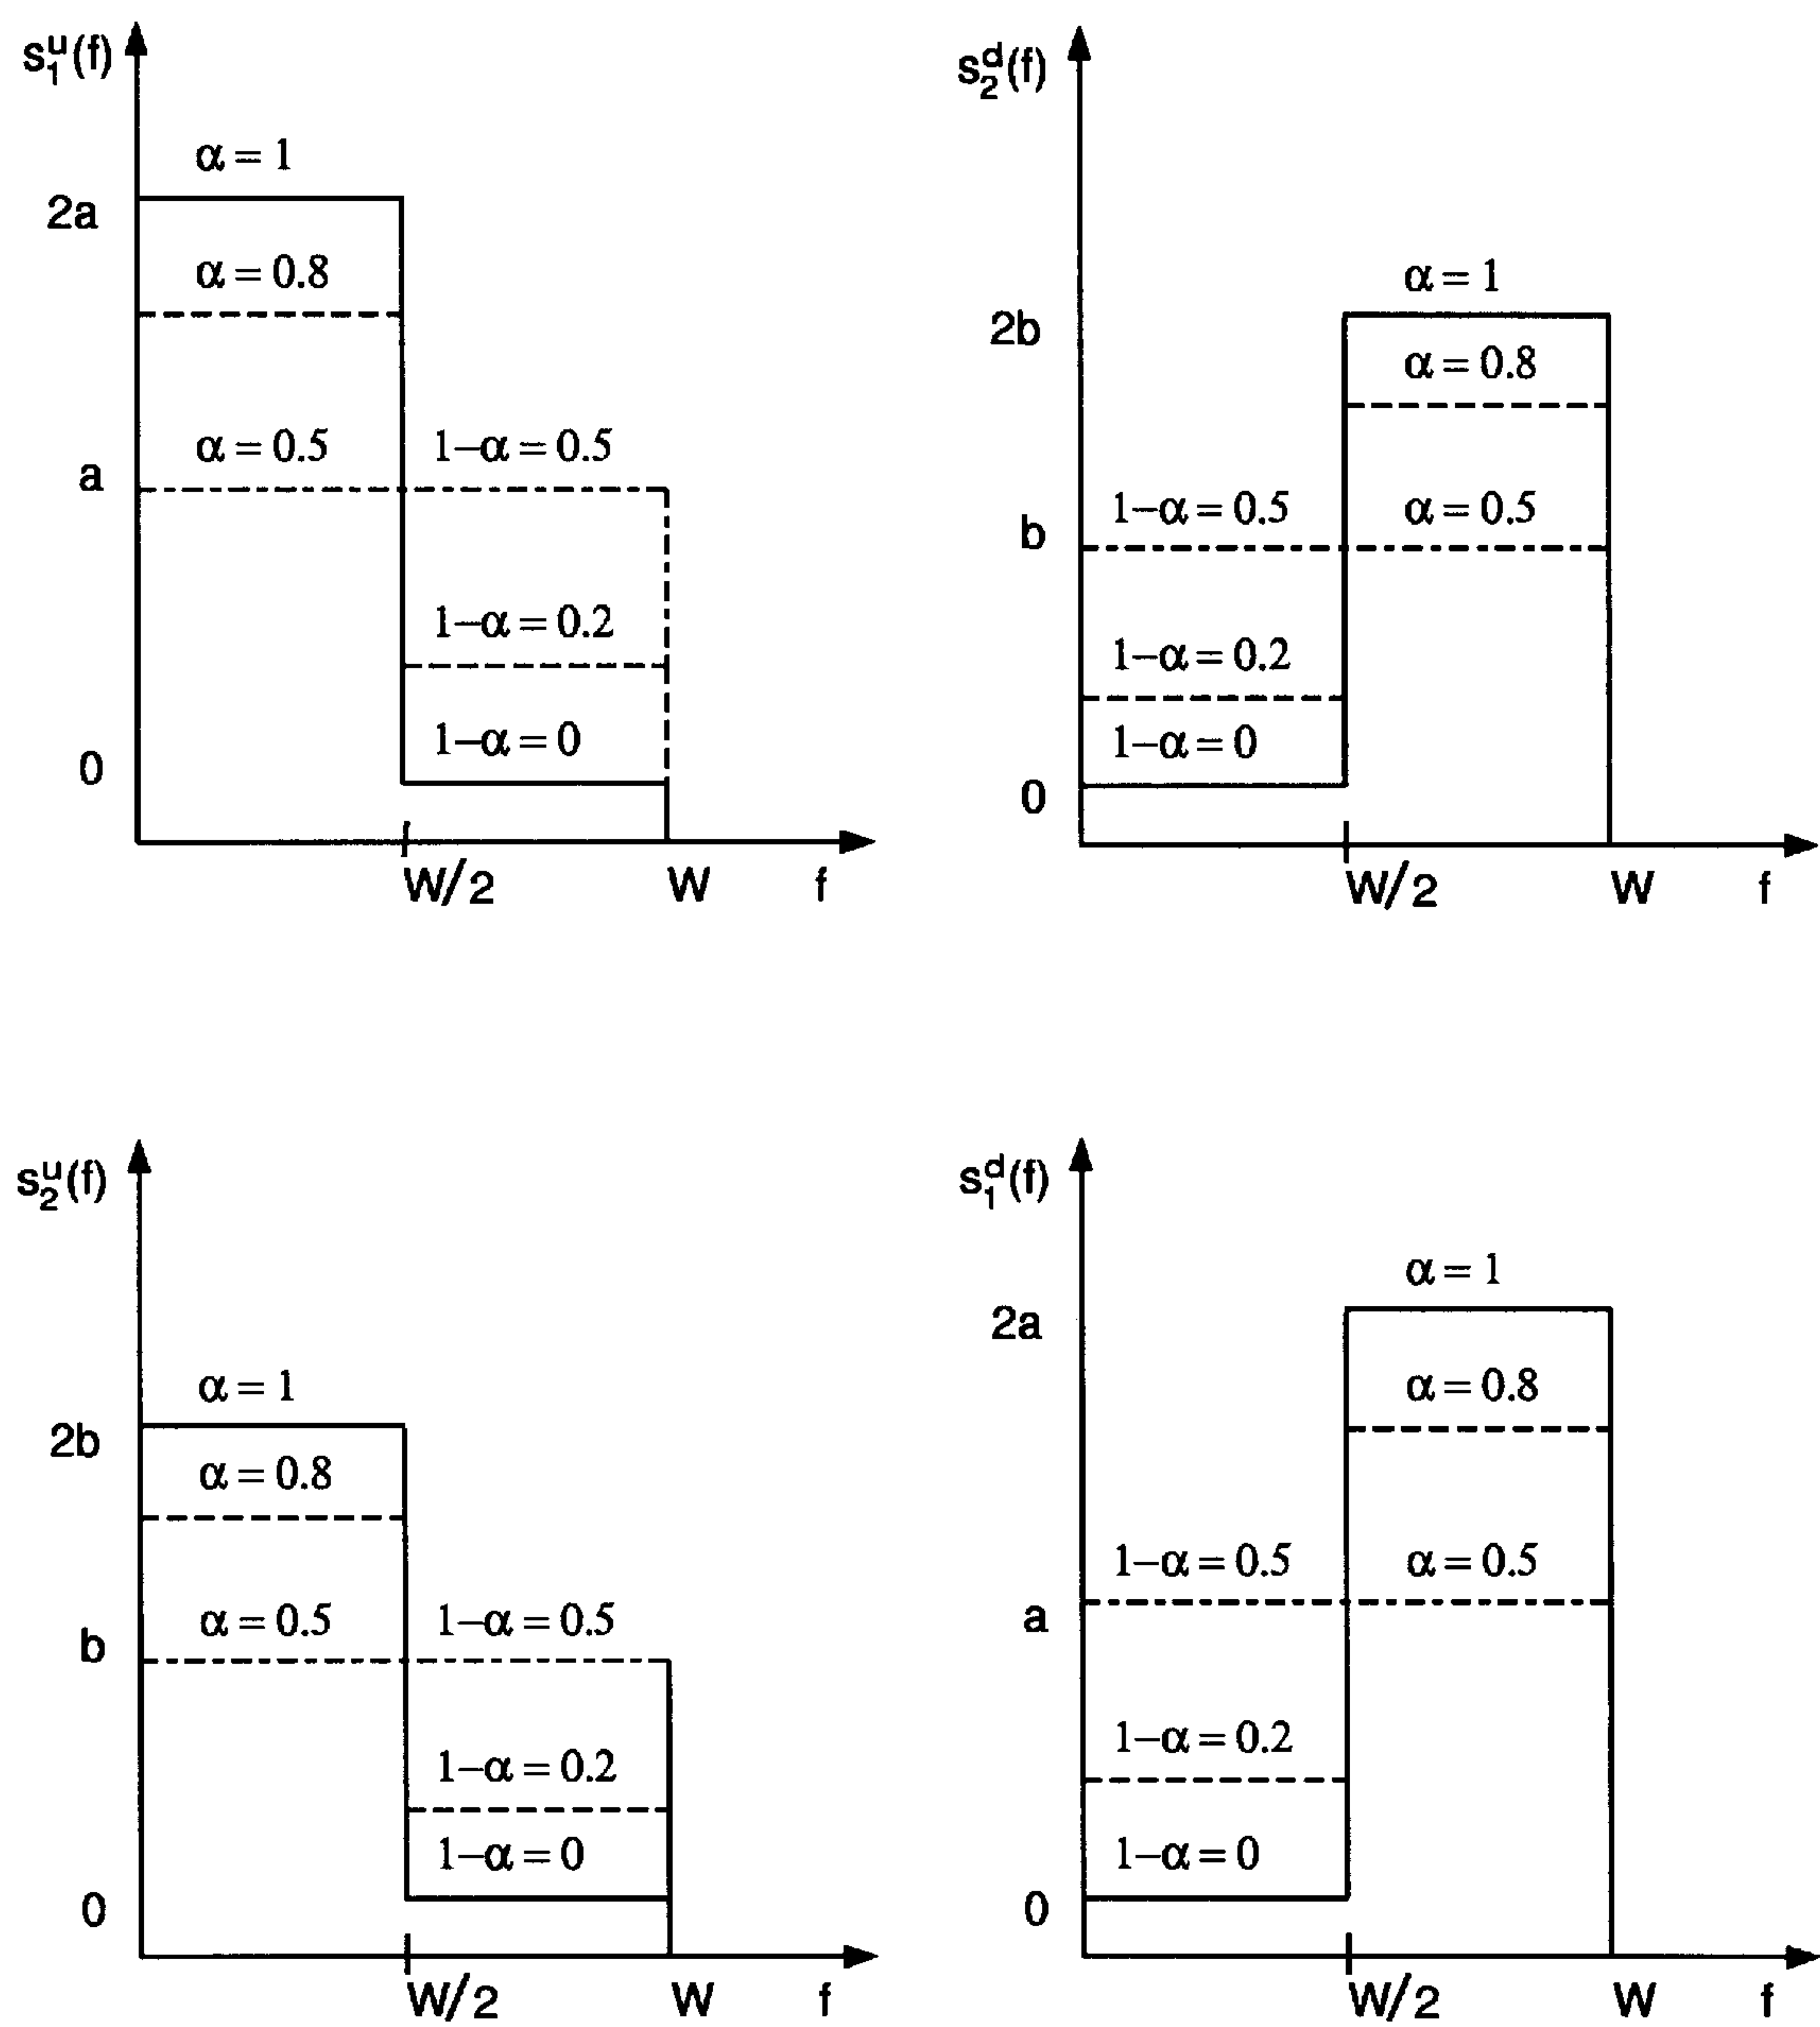 s₁ᵘ(f)
α = 1
2a
α = 0.8
α = 0.5
1–α = 0.5
a
1–α = 0.2
1–α = 0
0
W/2
W
f
s₂ᵈ(f)
α = 1
2b
α = 0.8
1–α = 0.5
α = 0.5
b
1–α = 0.2
1–α = 0
0
W/2
W
f
s₂ᵘ(f)
α = 1
2b
α = 0.8
α = 0.5
1–α = 0.5
b
1–α = 0.2
1–α = 0
0
W/2
W
f
s₁ᵈ(f)
α = 1
2a
α = 0.8
1–α = 0.5
α = 0.5
a
1–α = 0.2
1–α = 0
0
W/2
W
f